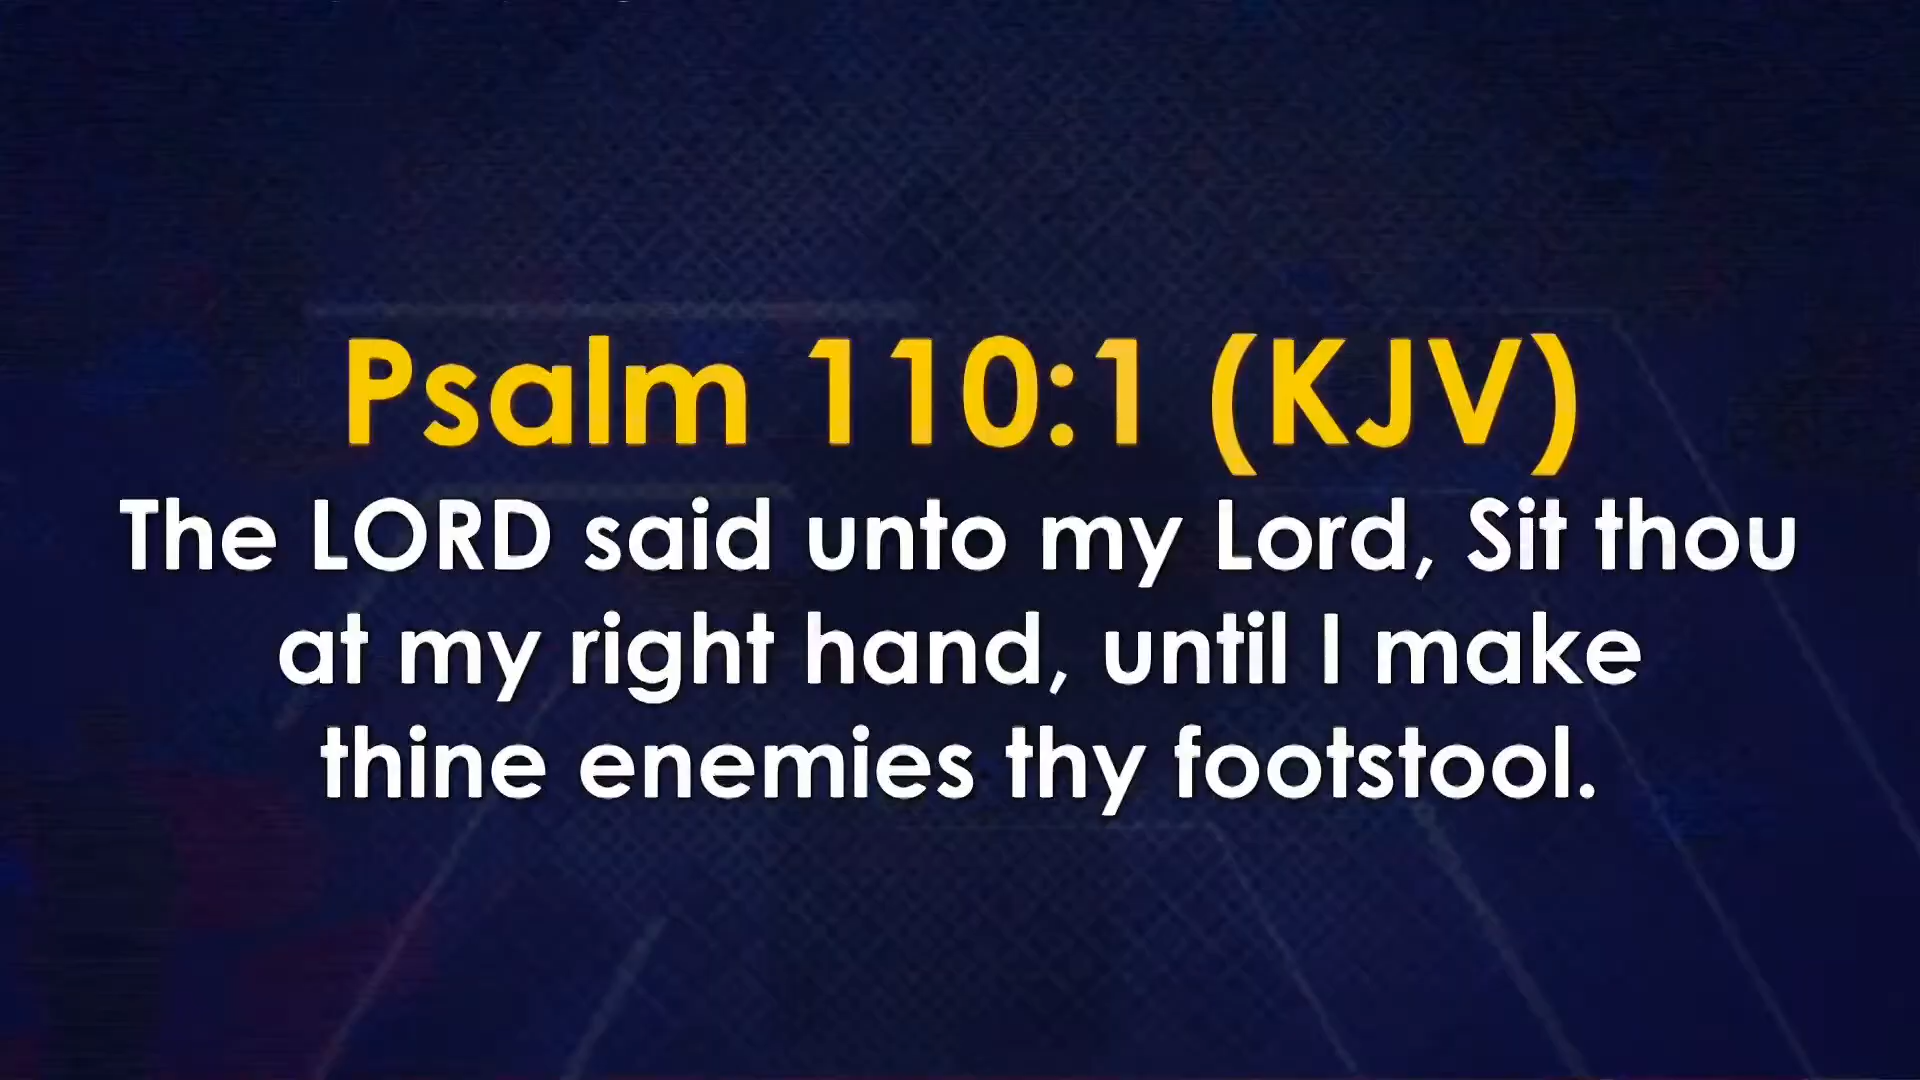 Psalm 110:1 (KJV)
The LORD said unto my Lord, Sit thou
at my right hand, until I make
thine enemies thy footstool.